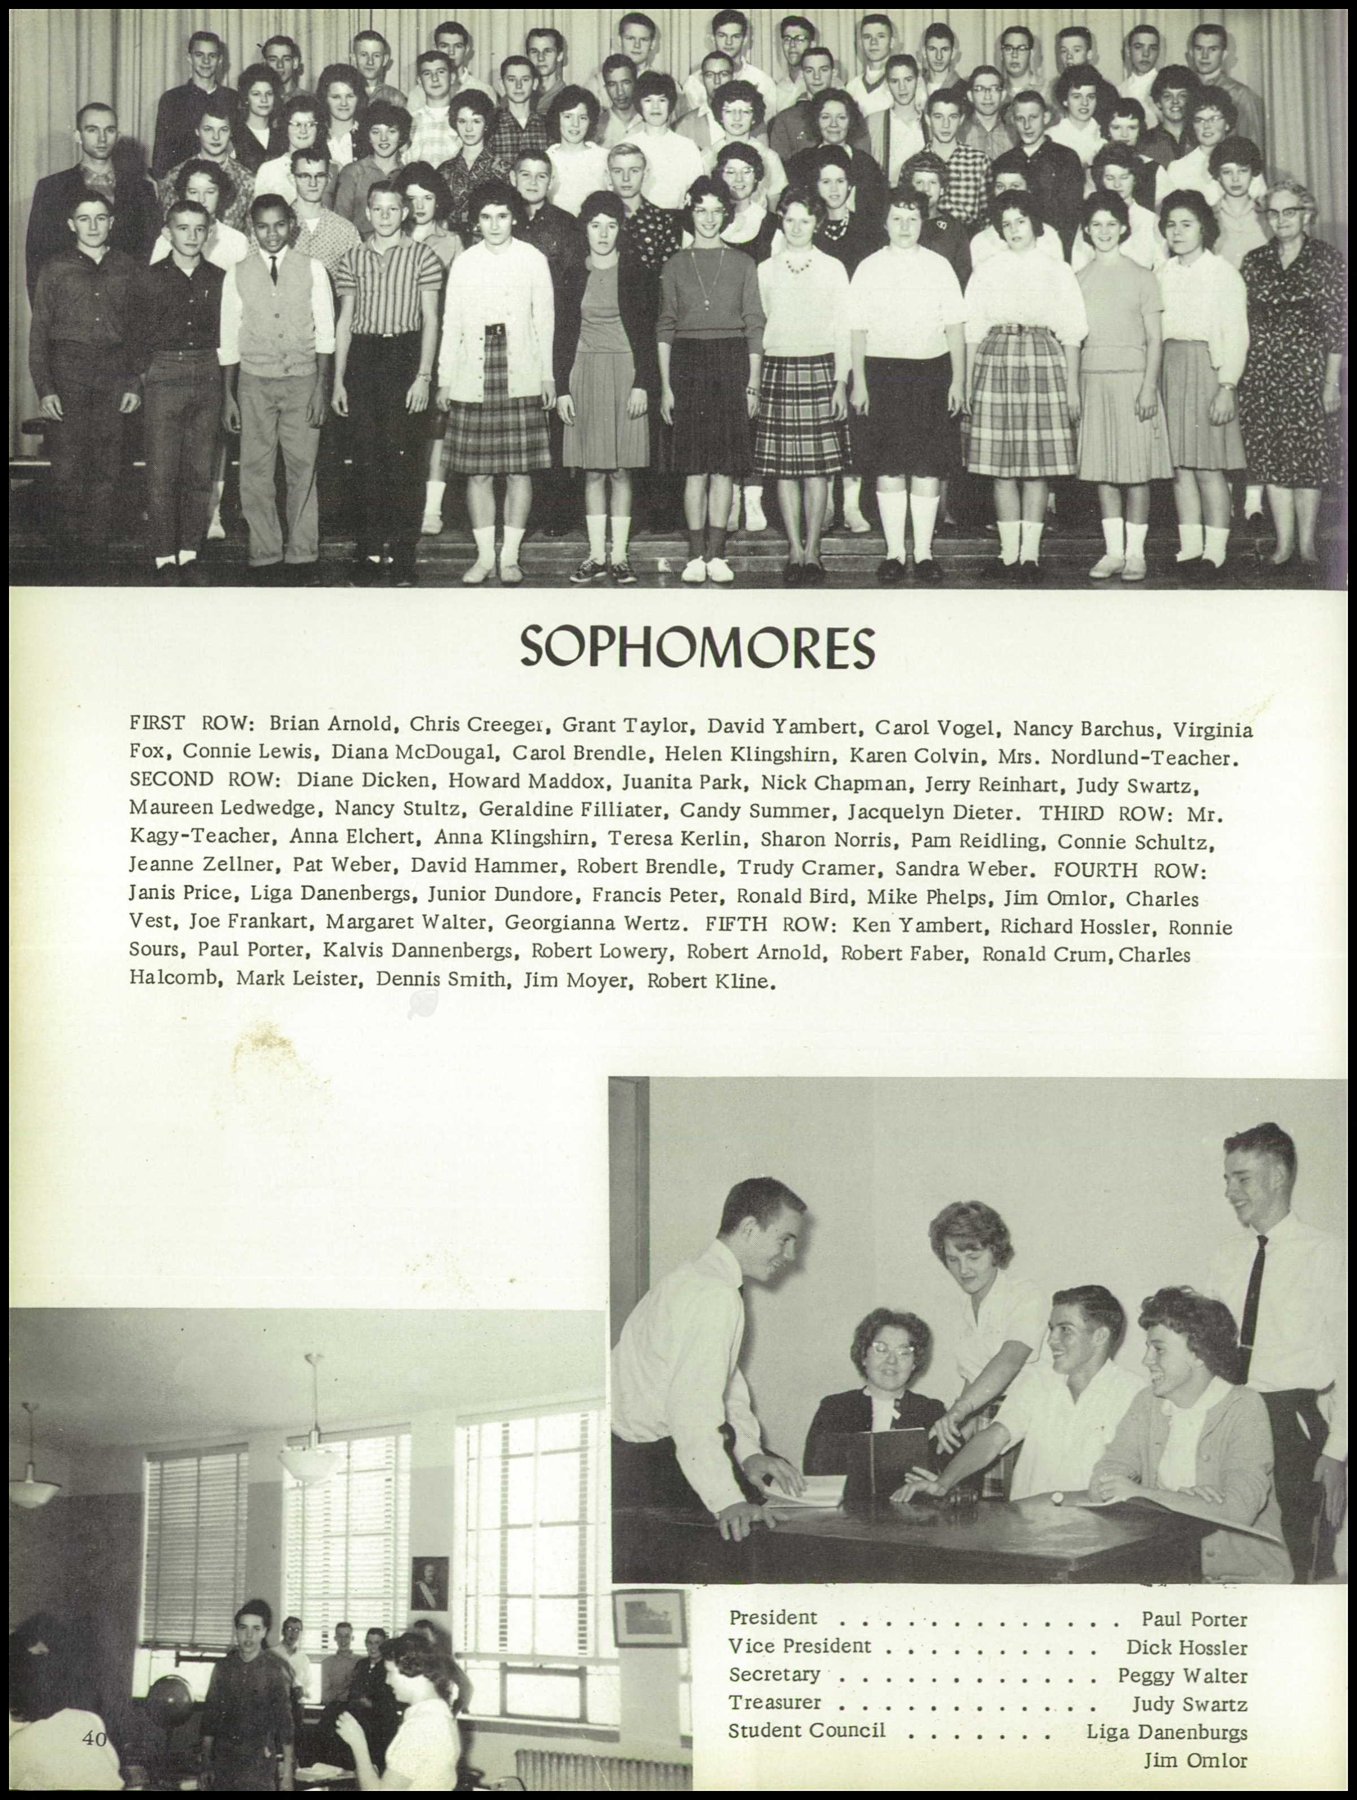 SOPHOMORES
FIRST ROW: Brian Arnold, Chris Creeger, Grant Taylor, David Yambert, Carol Vogel, Nancy Barchus, Virginia
Fox, Connie Lewis, Diana McDougal, Carol Brendle, Helen Klingshirn, Karen Colvin, Mrs. Nordlund-Teacher.
SECOND ROW: Diane Dicken, Howard Maddox, Juanita Park, Nick Chapman, Jerry Reinhart, Judy Swartz,
Maureen Ledwedge, Nancy Stultz, Geraldine Filliater, Candy Summer, Jacquelyn Dieter. THIRD ROW: Mr.
Kagy-Teacher, Anna Elchert, Anna Klingshirn, Teresa Kerlin, Sharon Norris, Pam Reidling, Connie Schultz,
Jeanne Zellner, Pat Weber, David Hammer, Robert Brendle, Trudy Cramer, Sandra Weber. FOURTH ROW:
Janis Price, Liga Danenbergs, Junior Dundore, Francis Peter, Ronald Bird, Mike Phelps, Jim Omlor, Charles
Vest, Joe Frankart, Margaret Walter, Georgianna Wertz. FIFTH ROW: Ken Yambert, Richard Hossler, Ronnie
Sours, Paul Porter, Kalvis Dannenbergs, Robert Lowery, Robert Arnold, Robert Faber, Ronald Crum, Charles
Halcomb, Mark Leister, Dennis Smith, Jim Moyer, Robert Kline.
President . . . . . . . . . . . . . Paul Porter
Vice President . . . . . . . . . . Dick Hossler
Secretary . . . . . . . . . . . . Peggy Walter
Treasurer . . . . . . . . . . . . Judy Swartz
Student Council . . . . . . . Liga Danenburgs
Jim Omlor
40